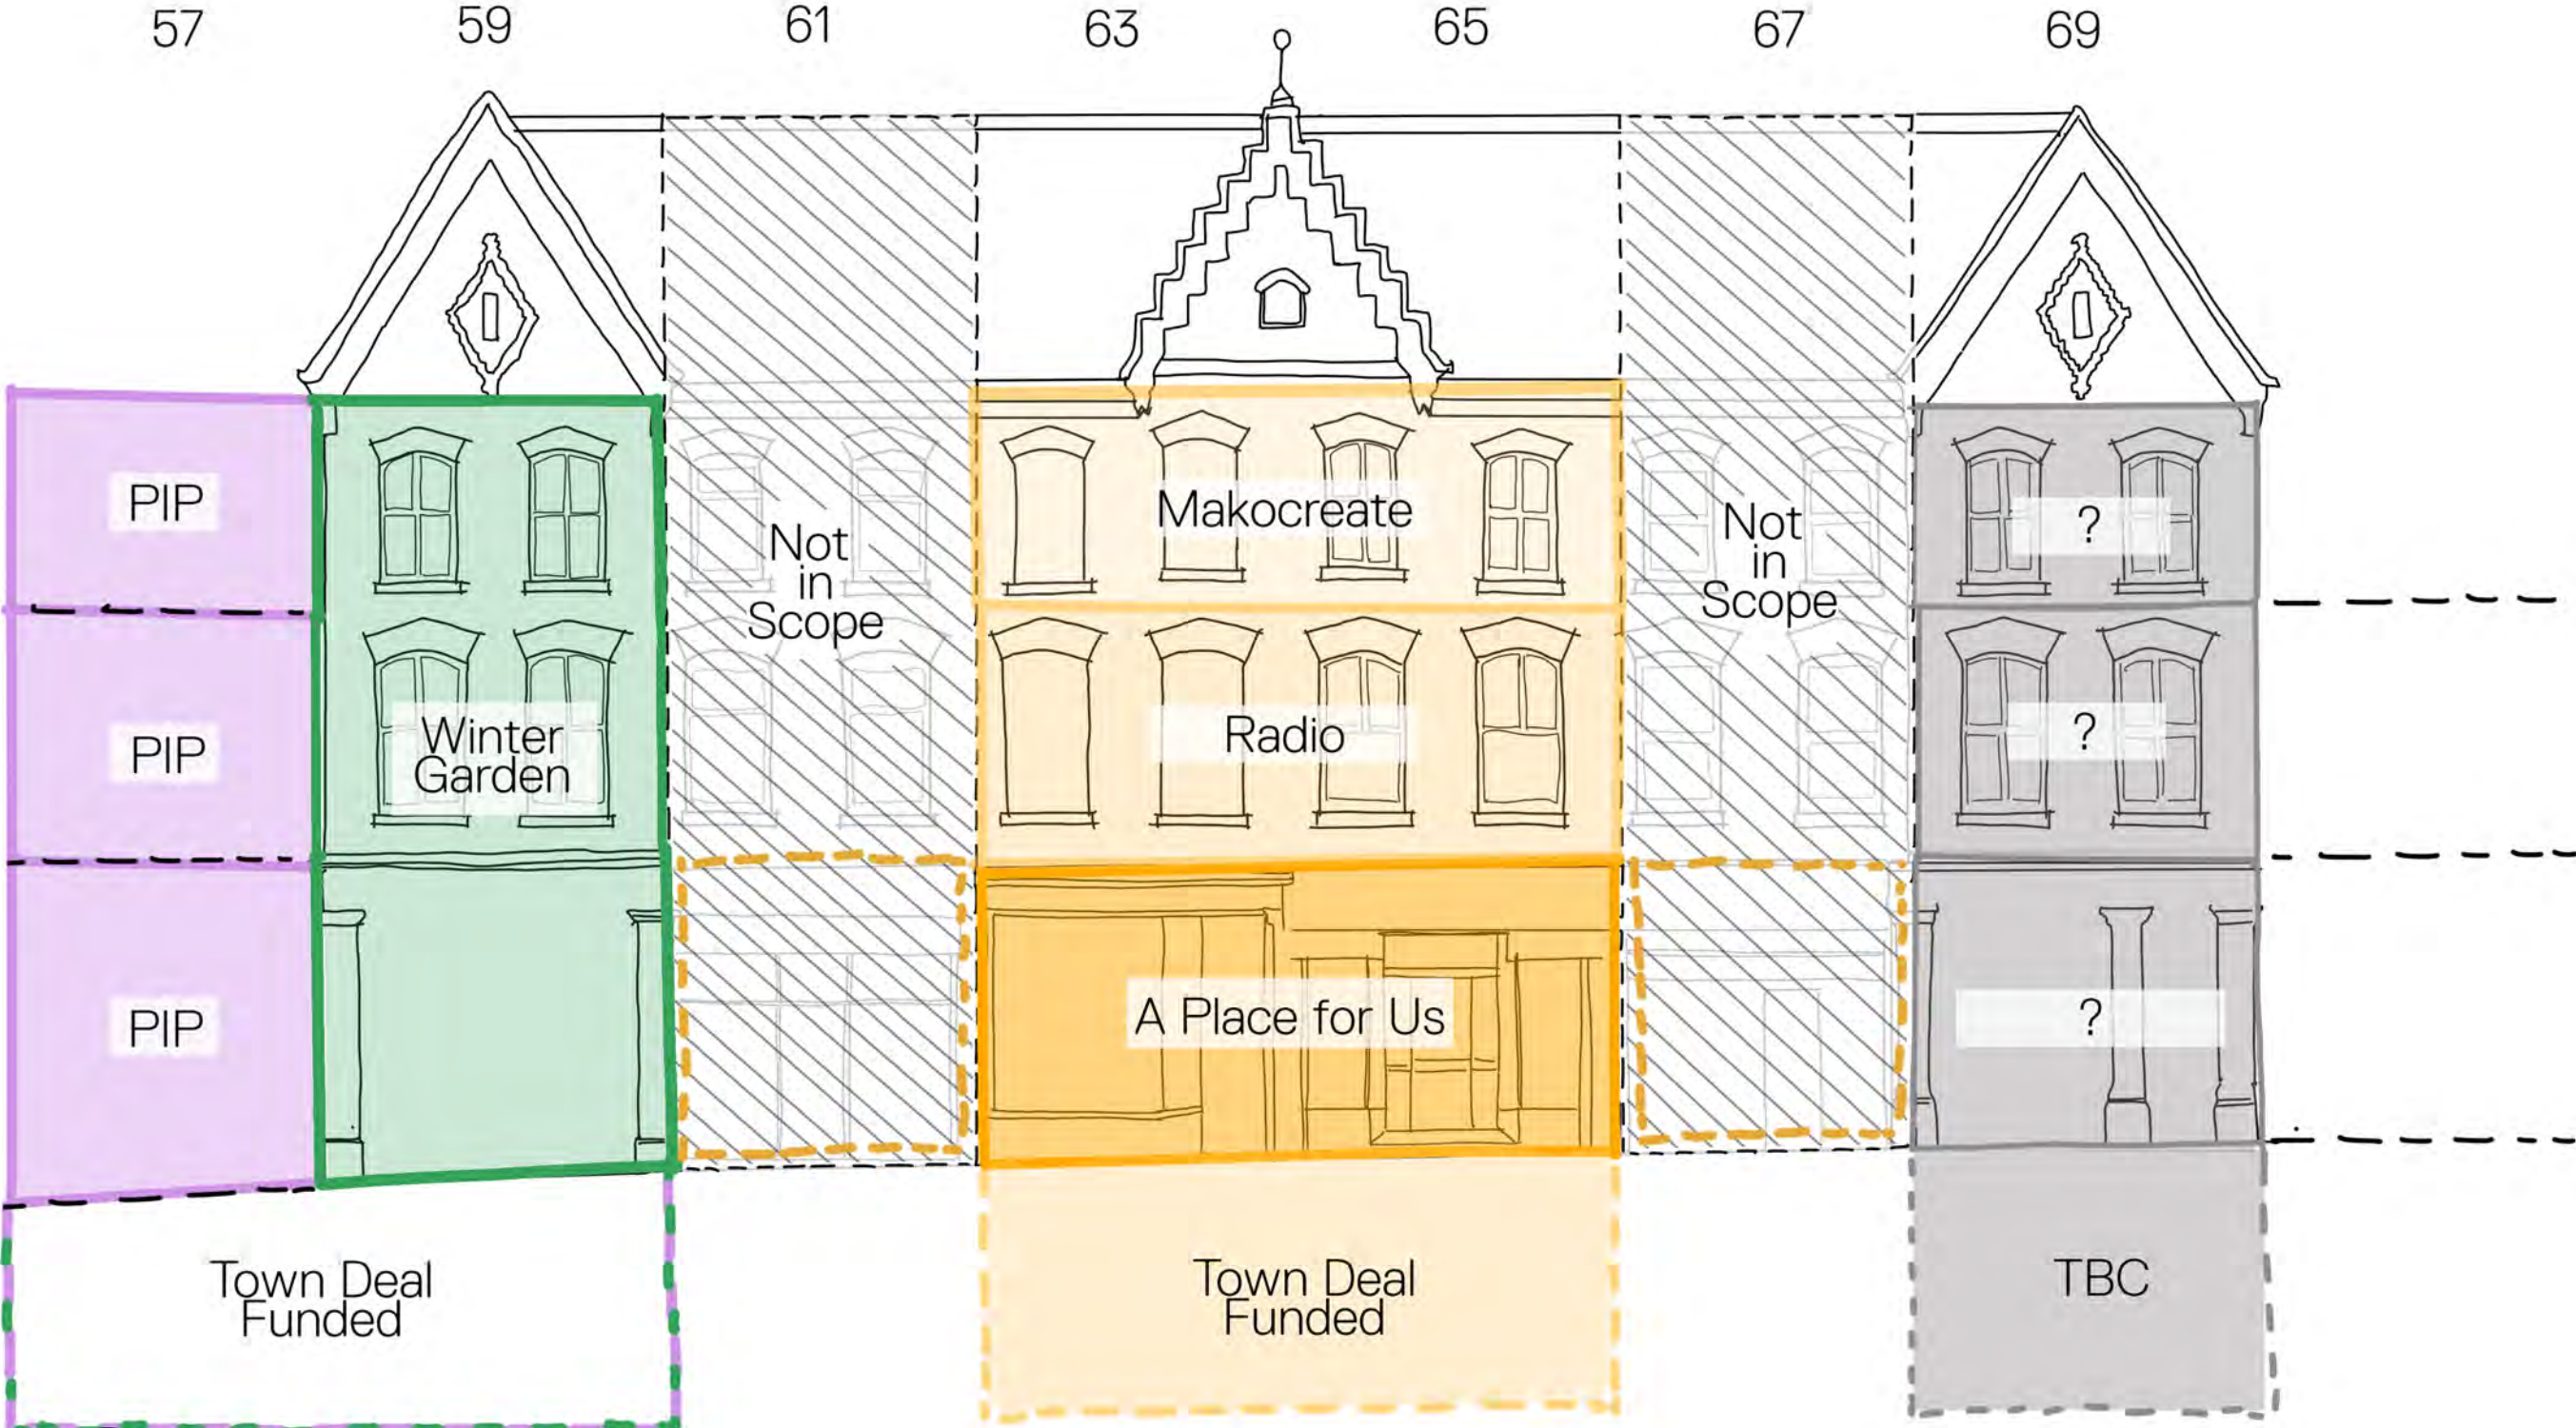 57 59 61 63 65 67 69
PIP
Makocreate
?
Not
in
Scope
Not
in
Scope
PIP
Winter
Garden
Radio
?
PIP
A Place for Us
?
Town Deal
Funded
Town Deal
Funded
TBC